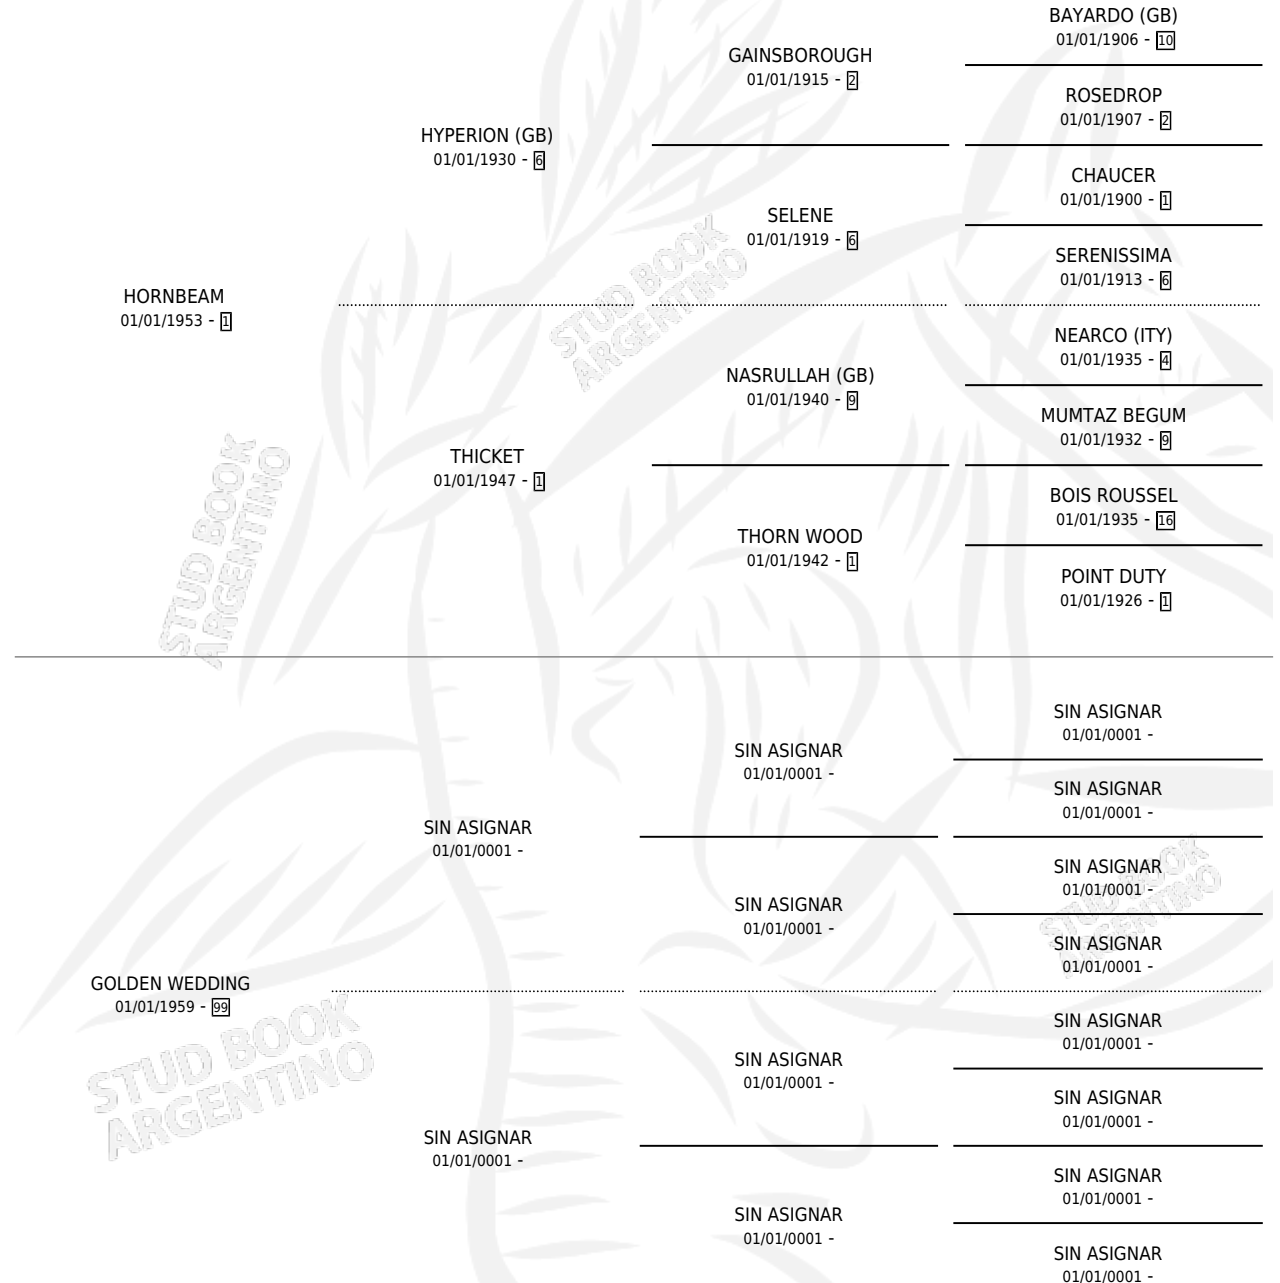 BAYARDO (GB)
01/01/1906 - 10
GAINSBOROUGH
01/01/1915 - 2
ROSEDROP
01/01/1907 - 2
HYPERION (GB)
01/01/1930 - 6
CHAUCER
01/01/1900 - 1
SELENE
01/01/1919 - 6
SERENISSIMA
01/01/1913 - 6
HORNBEAM
01/01/1953 - 1
STUD BOOK
ARGENTINO
NEARCO (ITY)
01/01/1935 - 4
NASRULLAH (GB)
01/01/1940 - 9
MUMTAZ BEGUM
01/01/1932 - 9
THICKET
01/01/1947 - 1
BOIS ROUSSEL
01/01/1935 - 16
THORN WOOD
01/01/1942 - 1
POINT DUTY
01/01/1926 - 1
STUD BOOK
ARGENTINO
SIN ASIGNAR
01/01/0001 -
SIN ASIGNAR
01/01/0001 -
SIN ASIGNAR
01/01/0001 -
SIN ASIGNAR
01/01/0001 -
SIN ASIGNAR
01/01/0001 -
SIN ASIGNAR
01/01/0001 -
SIN ASIGNAR
01/01/0001 -
STUD BOOK
ARGENTINO
GOLDEN WEDDING
01/01/1959 - 99
SIN ASIGNAR
01/01/0001 -
SIN ASIGNAR
01/01/0001 -
SIN ASIGNAR
01/01/0001 -
SIN ASIGNAR
01/01/0001 -
SIN ASIGNAR
01/01/0001 -
SIN ASIGNAR
01/01/0001 -
SIN ASIGNAR
01/01/0001 -
STUD BOOK
ARGENTINO